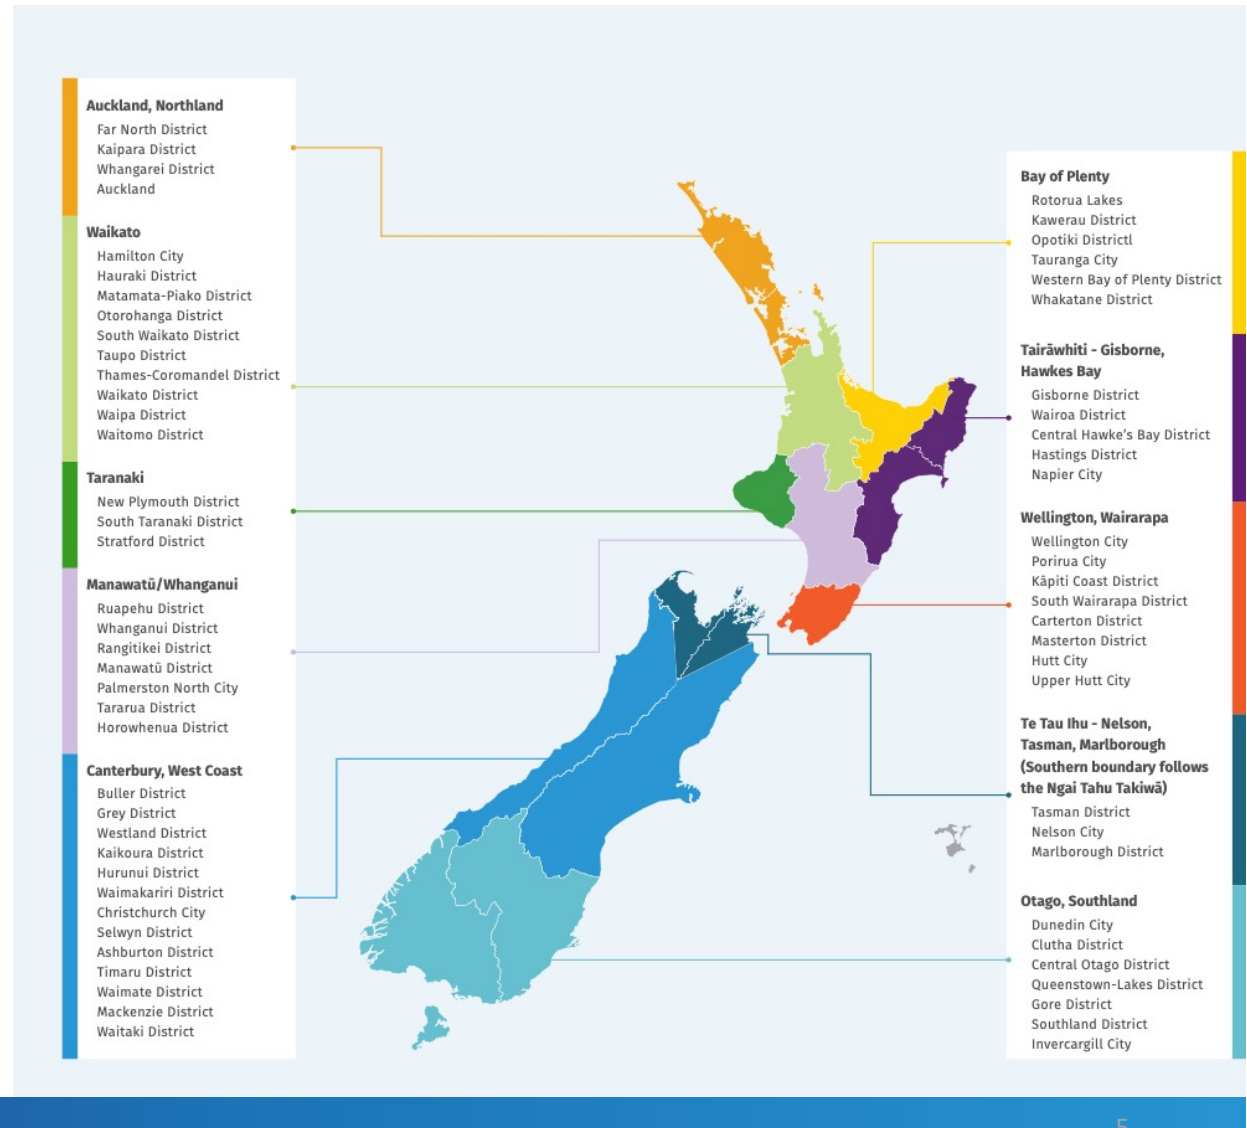 Auckland, Northland
Far North District
Kaipara District
Whangarei District
Auckland
Waikato
Hamilton City
Hauraki District
Matamata-Piako District
Otorohanga District
South Waikato District
Taupo District
Thames-Coromandel District
Waikato District
Waipa District
Waitomo District
Taranaki
New Plymouth District
South Taranaki District
Stratford District
Manawatū/Whanganui
Ruapehu District
Whanganui District
Rangitikei District
Manawatū District
Palmerston North City
Tararua District
Horowhenua District
Canterbury, West Coast
Buller District
Grey District
Westland District
Kaikoura District
Hurunui District
Waimakariri District
Christchurch City
Selwyn District
Ashburton District
Timaru District
Waimate District
Mackenzie District
Waitaki District
Bay of Plenty
Rotorua Lakes
Kawerau District
Opotiki Districtl
Tauranga City
Western Bay of Plenty District
Whakatane District
Tairāwhiti - Gisborne,
Hawkes Bay
Gisborne District
Wairoa District
Central Hawke's Bay District
Hastings District
Napier City
Wellington, Wairarapa
Wellington City
Porirua City
Kāpiti Coast District
South Wairarapa District
Carterton District
Masterton District
Hutt City
Upper Hutt City
Te Tau Ihu - Nelson,
Tasman, Marlborough
(Southern boundary follows
the Ngai Tahu Takiwā)
Tasman District
Nelson City
Marlborough District
Otago, Southland
Dunedin City
Clutha District
Central Otago District
Queenstown-Lakes District
Gore District
Southland District
Invercargill City